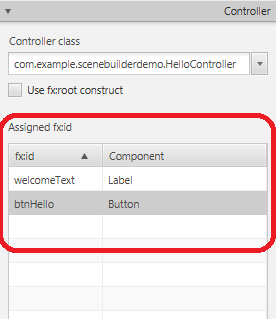 Controller
Controller class
com.example.scenebuilderdemo.HelloController
Use fx:root construct
Assigned fx:id
fx:id Component
welcomeText Label
btnHello Button